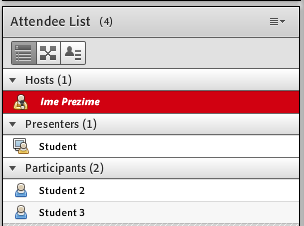 Attendee List (4)
Hosts (1)
Ime Prezime
Presenters (1)
Student
Participants (2)
Student 2
Student 3